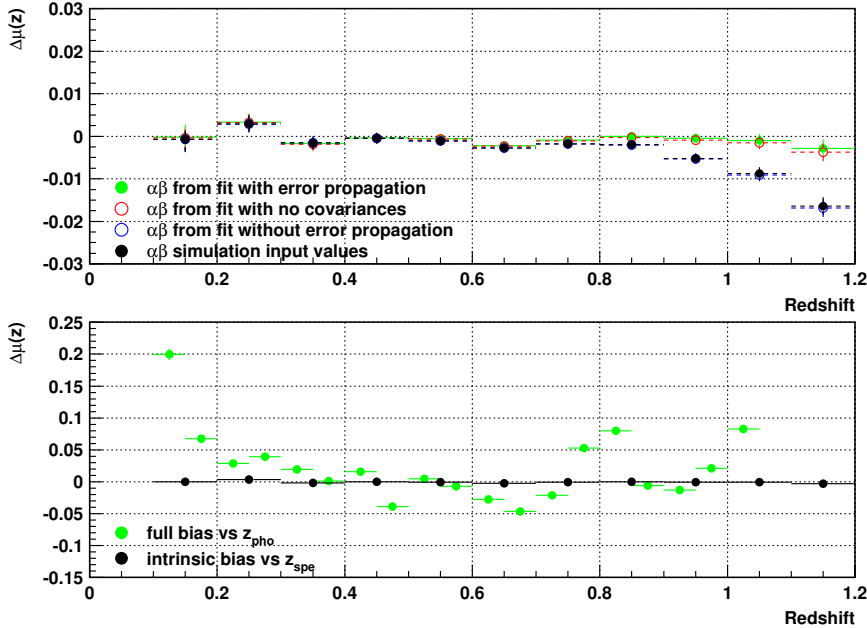 Δμ(z)
0.03
0.02
0.01
0
-0.01
-0.02
-0.03
αβ from fit with error propagation
αβ from fit with no covariances
αβ from fit without error propagation
αβ simulation input values
0 0.2 0.4 0.6 0.8 1 1.2
Redshift
Δμ(z)
0.25
0.2
0.15
0.1
0.05
0
-0.05
-0.1
-0.15
full bias vs z_pho
intrinsic bias vs z_spe
0 0.2 0.4 0.6 0.8 1 1.2
Redshift